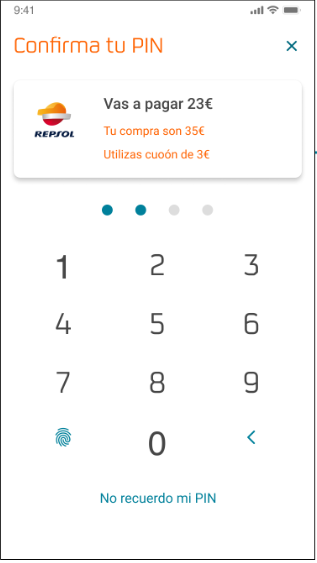 9:41
Confirma tu PIN
Vas a pagar 23€
REPSOL
Tu compra son 35€
Utilizas cuoón de 3€
1 2 3
4 5 6
7 8 9
0
No recuerdo mi PIN